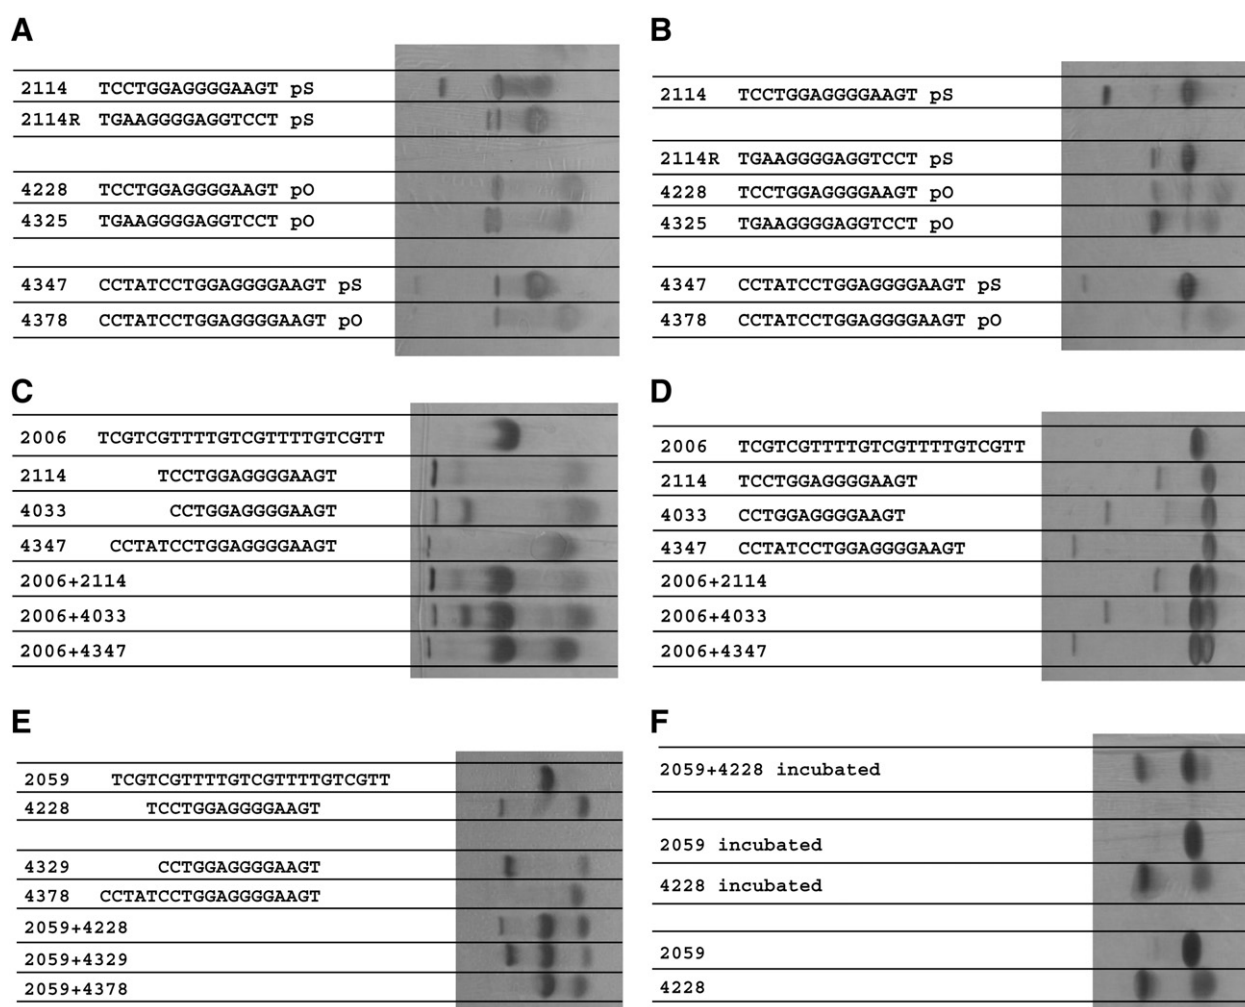 A
2114 TCCTGGAGGGGAAGT pS
2114R TGAAGGGGAGGTCCT pS
4228 TCCTGGAGGGGAAGT pO
4325 TGAAGGGGAGGTCCT pO
4347 CCTATCCTGGAGGGGAAGT pS
4378 CCTATCCTGGAGGGGAAGT pO
B
2114 TCCTGGAGGGGAAGT pS
2114R TGAAGGGGAGGTCCT pS
4228 TCCTGGAGGGGAAGT pO
4325 TGAAGGGGAGGTCCT pO
4347 CCTATCCTGGAGGGGAAGT pS
4378 CCTATCCTGGAGGGGAAGT pO
C
2006 TCGTCGTTTTGTCGTTTTGTCGTT
2114 TCCTGGAGGGGAAGT
4033 CCTGGAGGGGAAGT
4347 CCTATCCTGGAGGGGAAGT
2006+2114
2006+4033
2006+4347
D
2006 TCGTCGTTTTGTCGTTTTGTCGTT
2114 TCCTGGAGGGGAAGT
4033 CCTGGAGGGGAAGT
4347 CCTATCCTGGAGGGGAAGT
2006+2114
2006+4033
2006+4347
E
2059 TCGTCGTTTTGTCGTTTTGTCGTT
4228 TCCTGGAGGGGAAGT
4329 CCTGGAGGGGAAGT
4378 CCTATCCTGGAGGGGAAGT
2059+4228
2059+4329
2059+4378
F
2059+4228 incubated
2059 incubated
4228 incubated
2059
4228